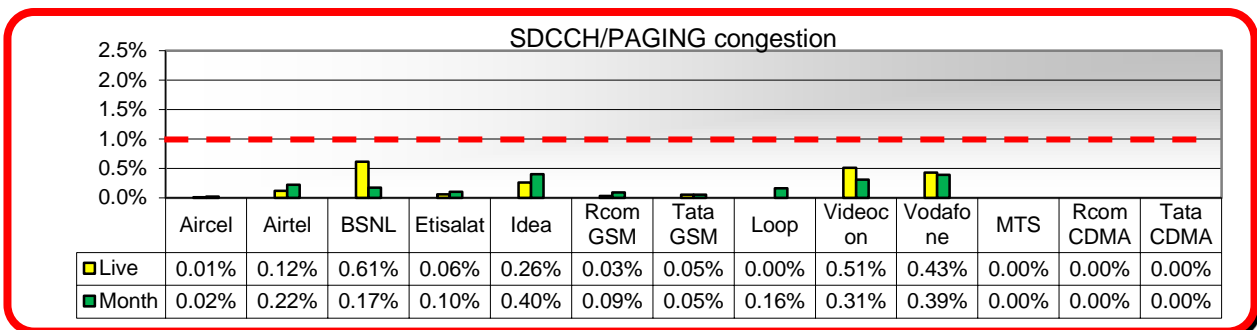 SDCCH/PAGING congestion
2.5%
2.0%
1.5%
1.0%
0.5%
0.0%
Aircel Airtel BSNL Etisalat Idea Rcom GSM Tata GSM Loop Videoc on Vodafo ne MTS Rcom CDMA Tata CDMA
Live 0.01% 0.12% 0.61% 0.06% 0.26% 0.03% 0.05% 0.00% 0.51% 0.43% 0.00% 0.00% 0.00%
Month 0.02% 0.22% 0.17% 0.10% 0.40% 0.09% 0.05% 0.16% 0.31% 0.39% 0.00% 0.00% 0.00%